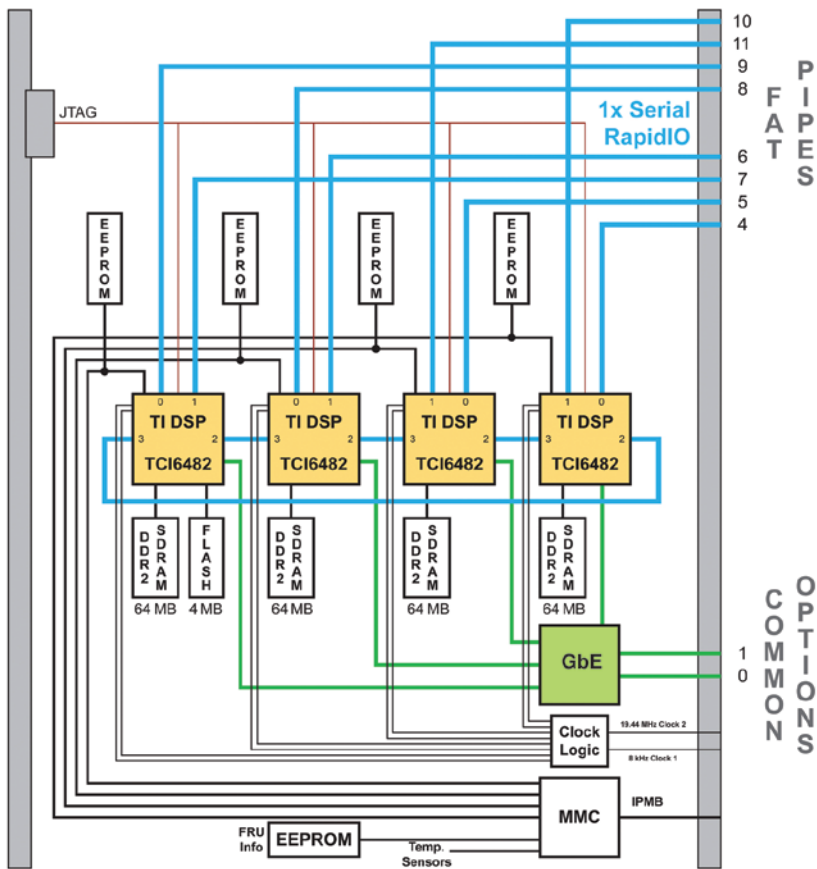 10
11
9
8
FAT
PIPES
JTAG
1x Serial
RapidIO
6
7
5
4
EEPROM
EEPROM
EEPROM
EEPROM
0 1
0 1
1 0
1 0
TI DSP
TI DSP
TI DSP
TI DSP
3 2
3 2
3 2
3 2
TCI6482
TCI6482
TCI6482
TCI6482
DDR2
SDRAM
FLASH
DDR2
SDRAM
DDR2
SDRAM
DDR2
SDRAM
64 MB
4 MB
64 MB
64 MB
64 MB
COMMON
OPTIONS
GbE
1
0
Clock
Logic
19.44 MHz Clock 2
8 kHz Clock 1
MMC
IPMB
FRU
Info
EEPROM
Temp.
Sensors